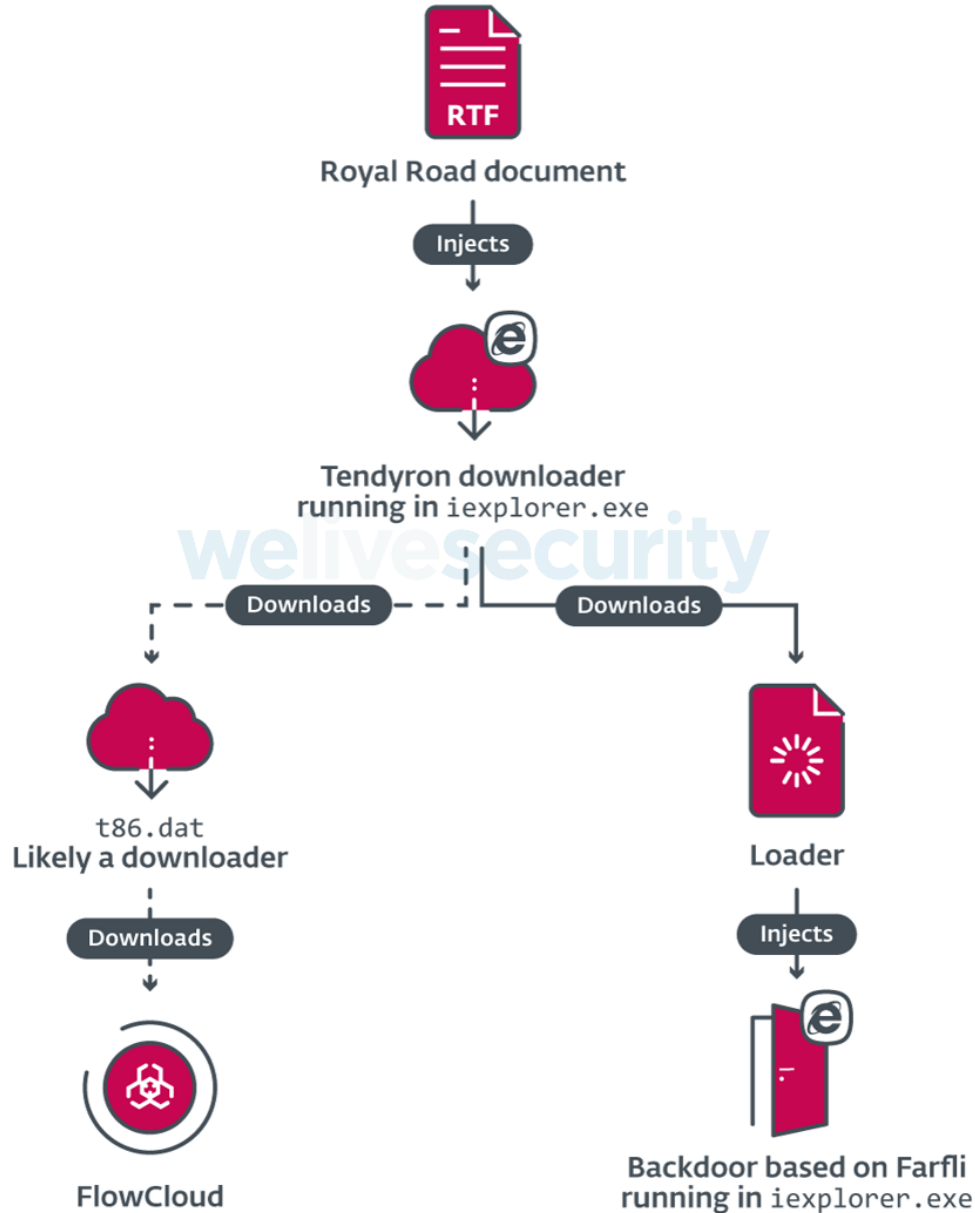 RTF
Royal Road document
Injects
Tendyron downloader
running in iexplorer.exe
welivesecurity
Downloads
Downloads
t86.dat
Likely a downloader
Loader
Downloads
Injects
FlowCloud
Backdoor based on Farfli
running in iexplorer.exe